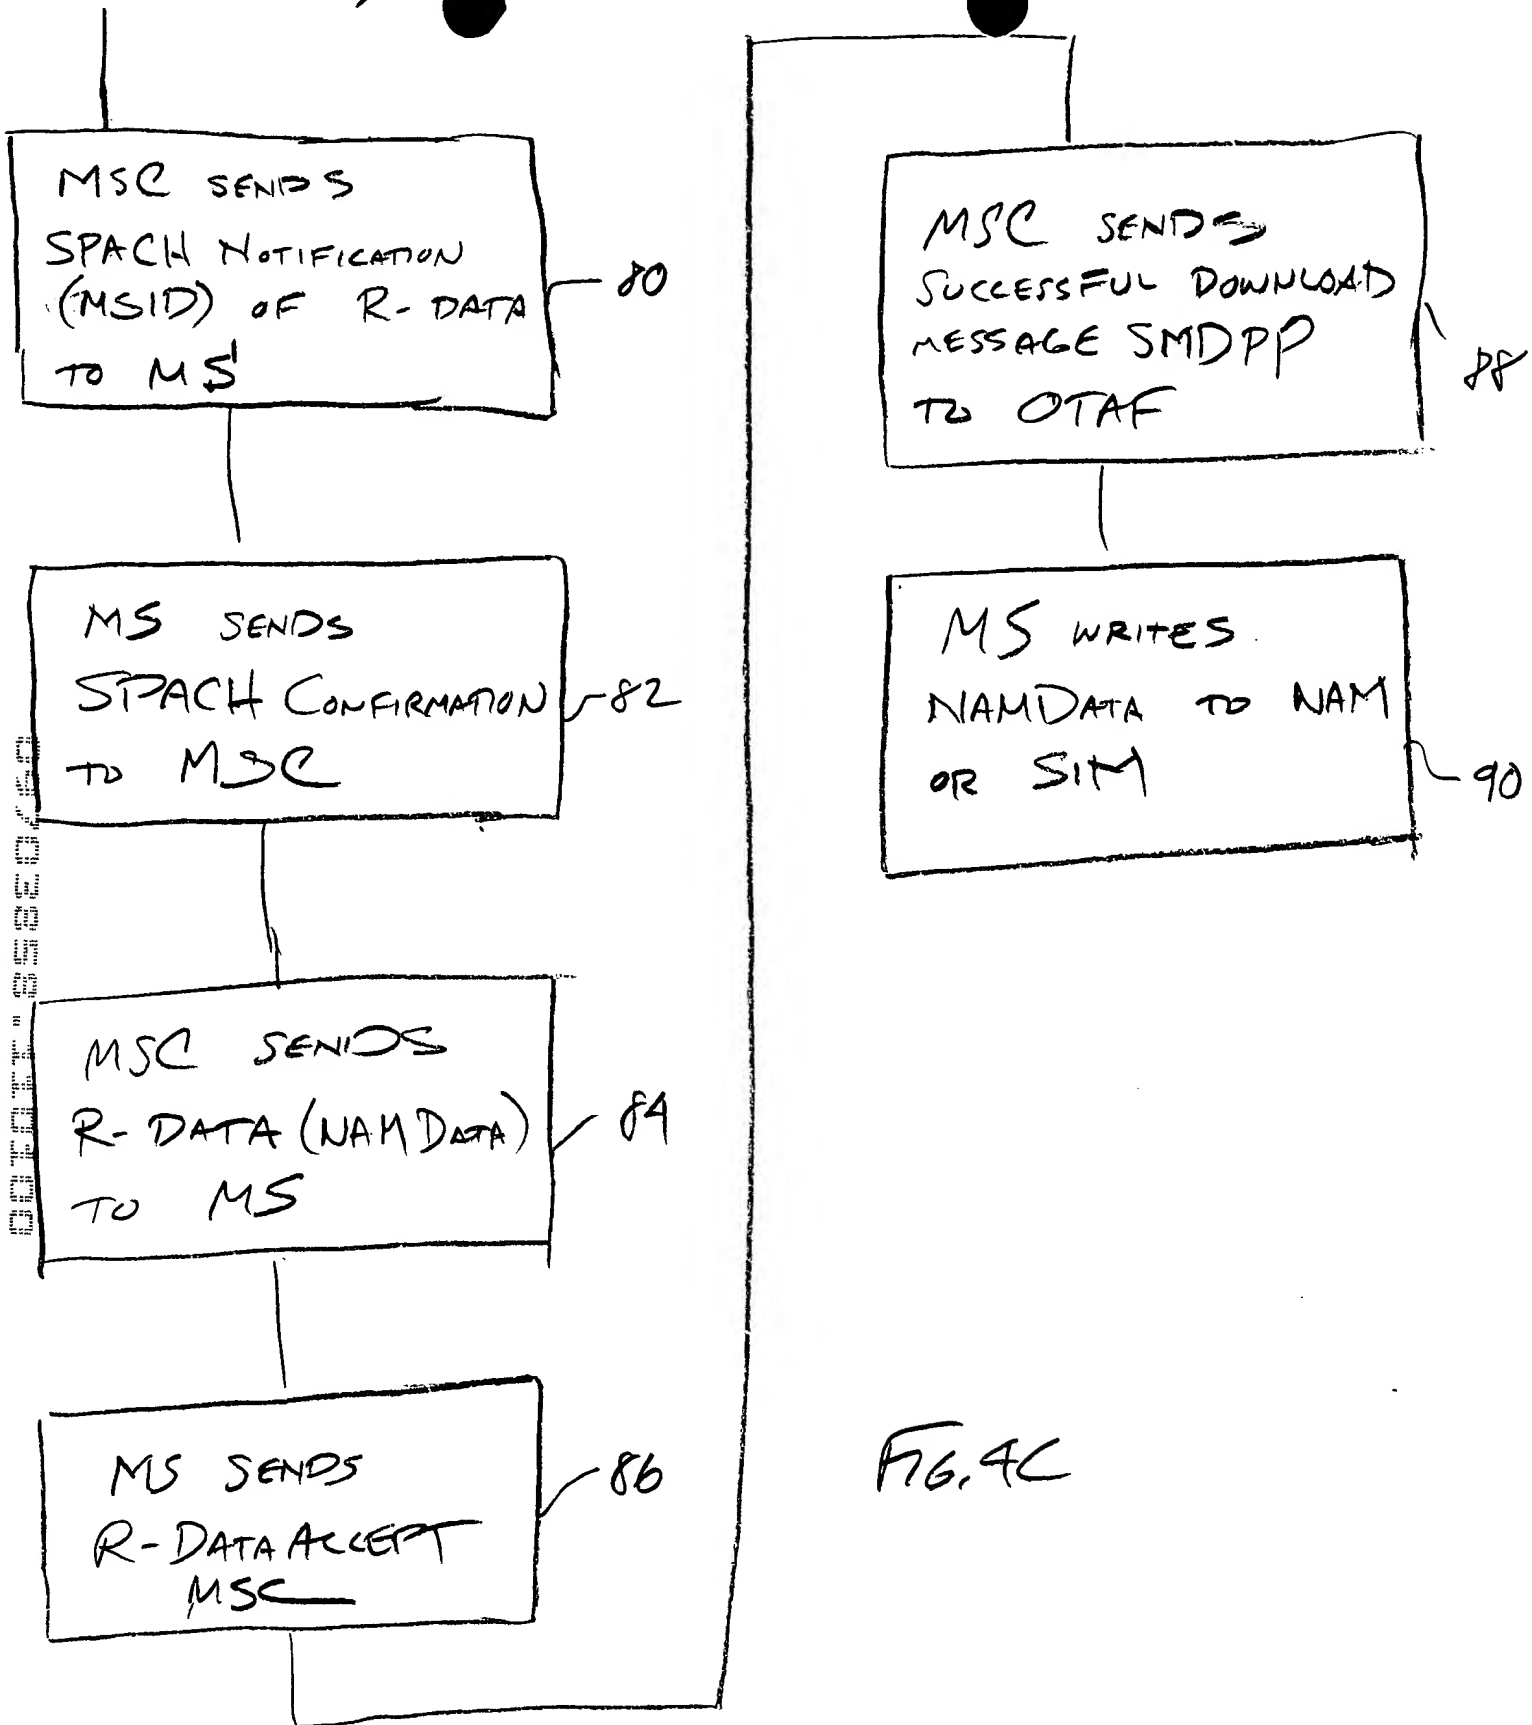 MSC SENDS
SPACH NOTIFICATION
(MSID) OF R-DATA
TO MS
80
MS SENDS
SPACH CONFIRMATION
TO MSC
82
MSC SENDS
R-DATA (NAMDATA)
TO MS
84
MS SENDS
R-DATA ACCEPT
MSC
86
MSC SENDS
SUCCESSFUL DOWNLOAD
MESSAGE SMDPP
TO OTAF
88
MS WRITES
NAMDATA TO NAM
OR SIM
90
FIG. 4C